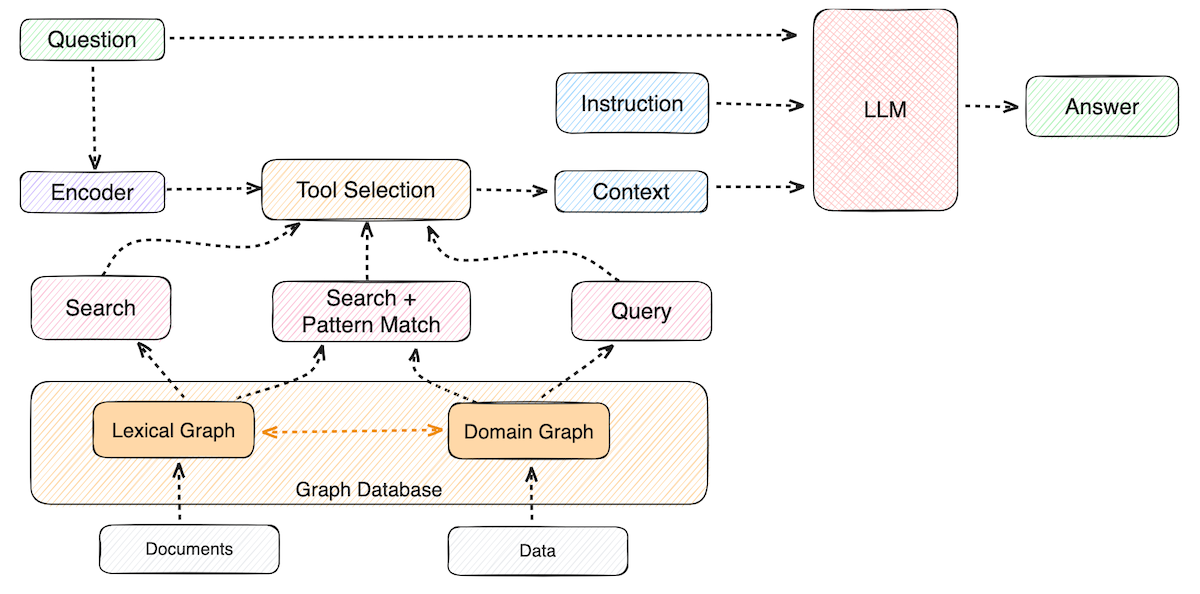 Question
Instruction
LLM
Answer
Encoder
Tool Selection
Context
Search
Search +
Pattern Match
Query
Lexical Graph
Domain Graph
Graph Database
Documents
Data